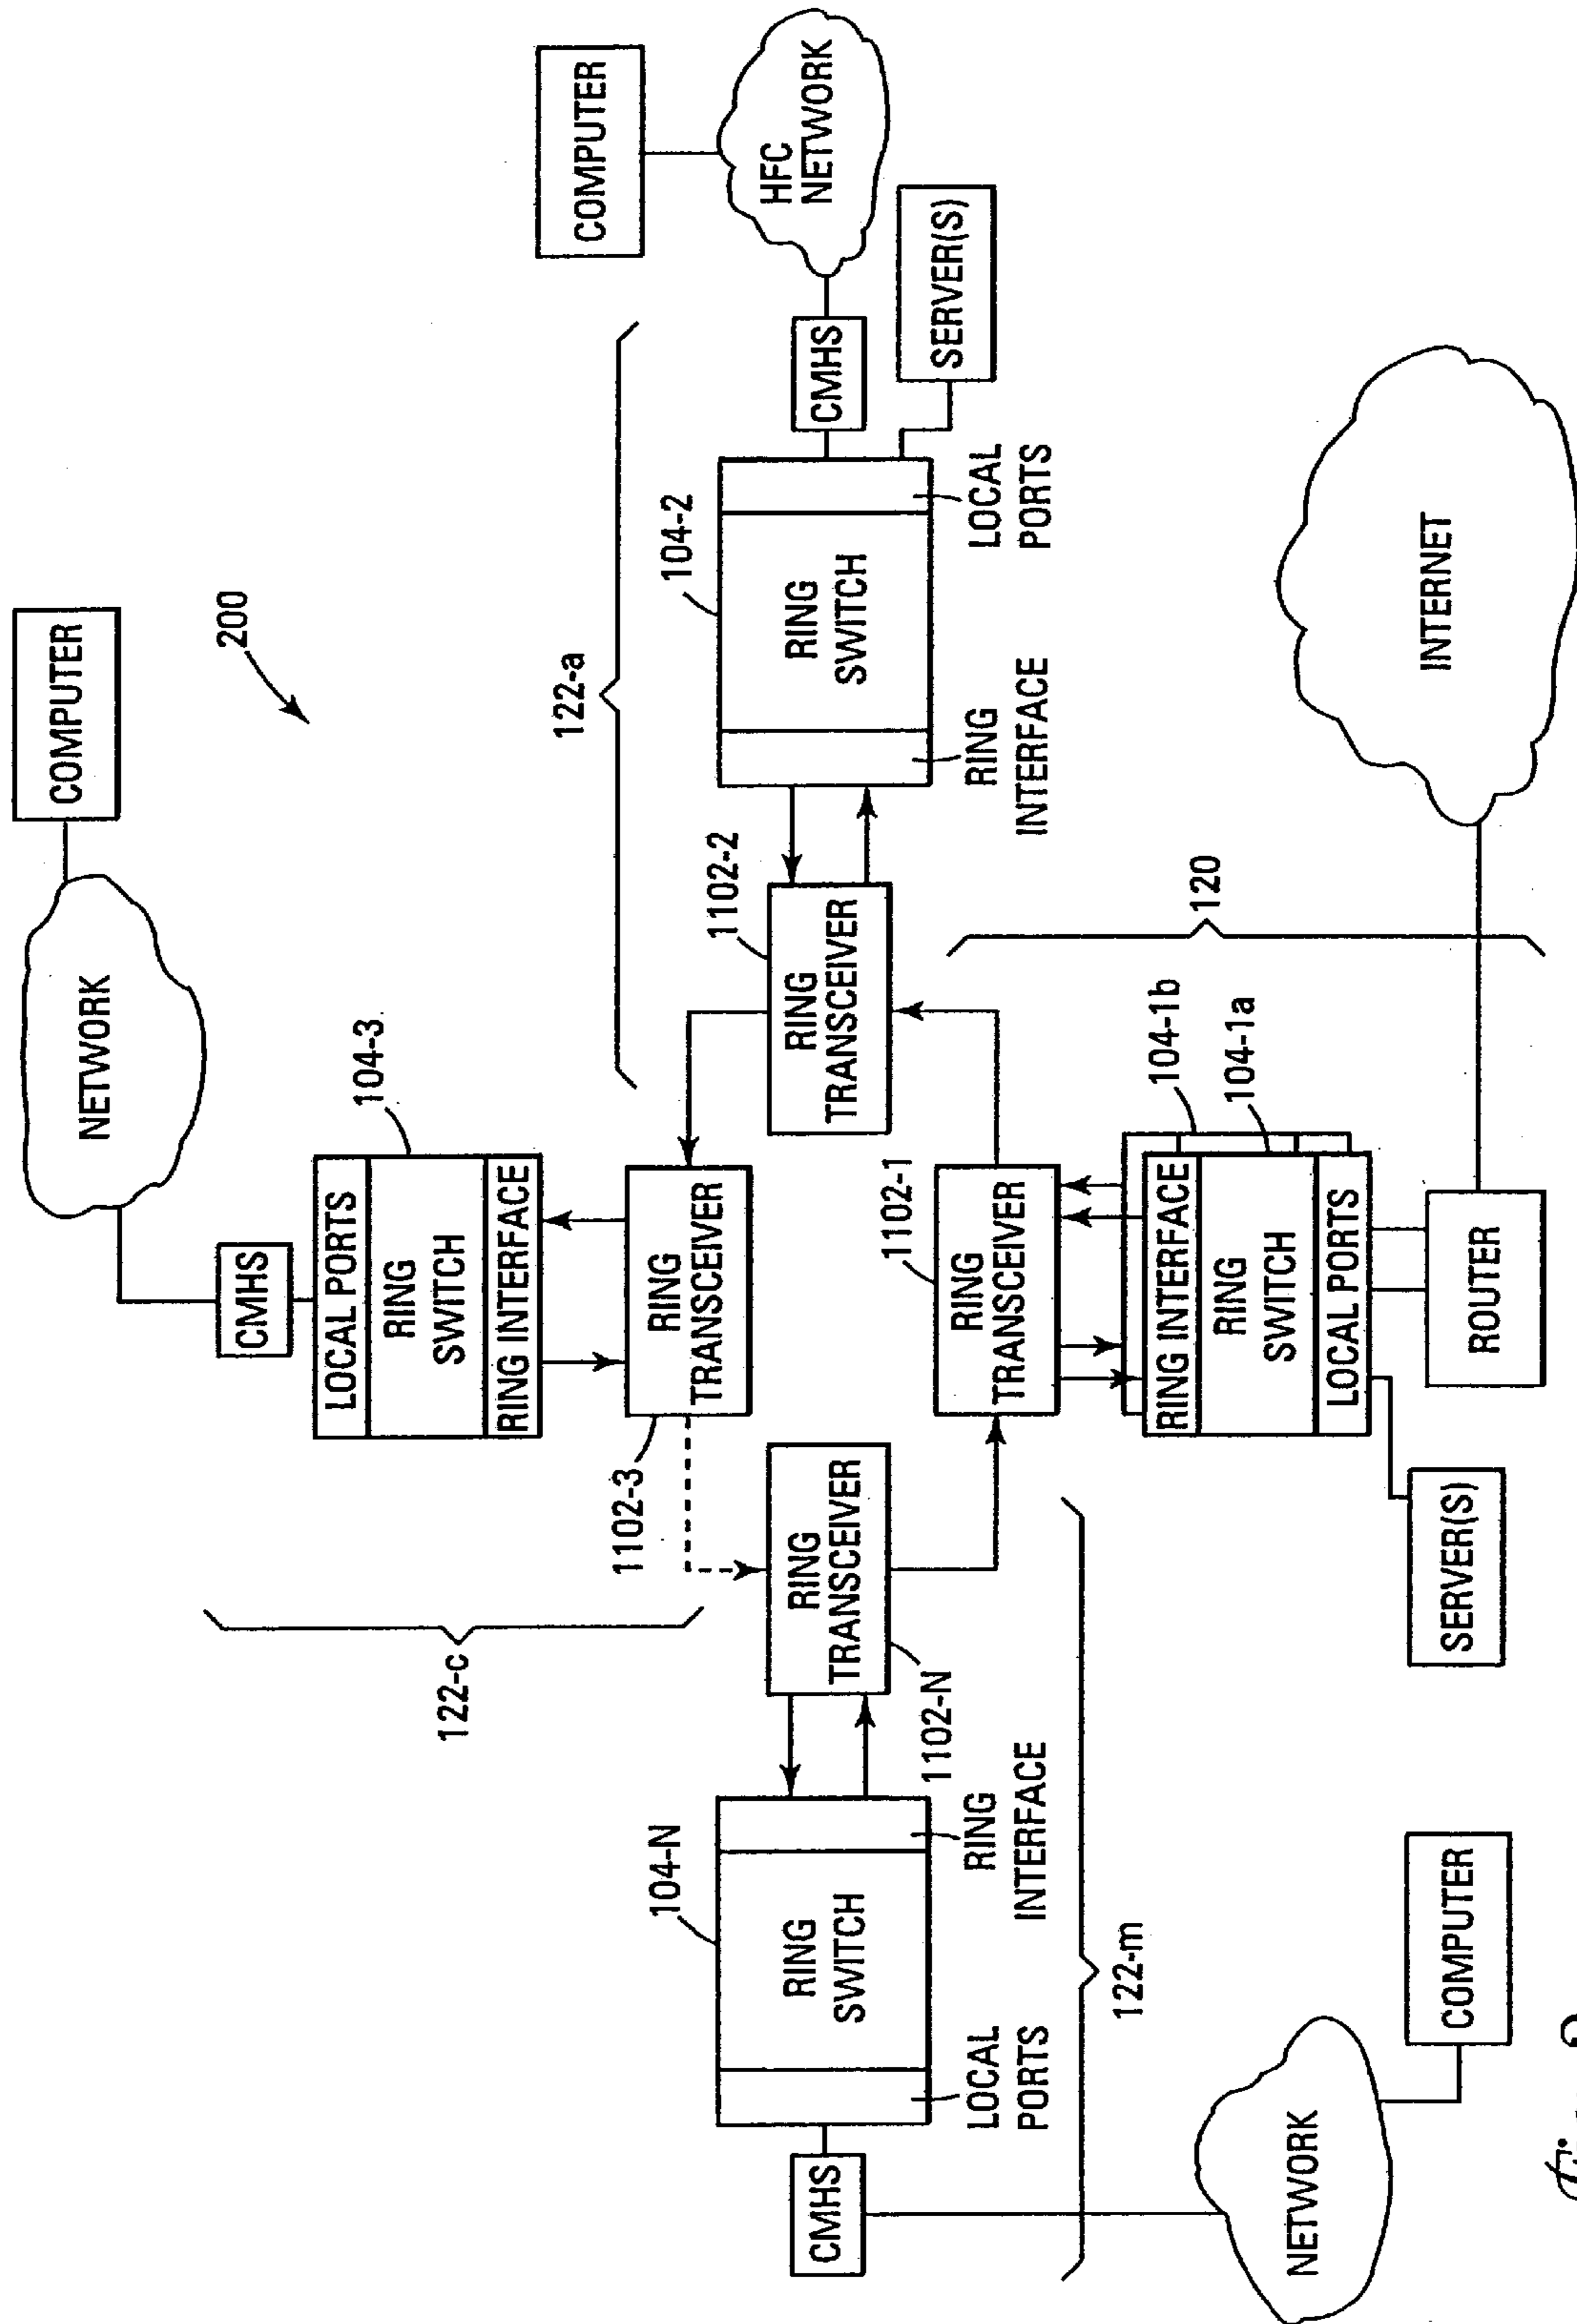 200
COMPUTER
NETWORK
CMHS
104-3
LOCAL PORTS
RING
SWITCH
RING INTERFACE
RING
TRANSCEIVER
1102-3
122-c
122-a
COMPUTER
HFC
NETWORK
CMHS
SERVER(S)
104-2
RING
SWITCH
LOCAL
PORTS
RING
INTERFACE
1102-2
RING
TRANSCEIVER
104-N
RING
SWITCH
CMHS
LOCAL
PORTS
RING
INTERFACE
RING
TRANSCEIVER
1102-N
122-m
NETWORK
COMPUTER
1102-1
RING
TRANSCEIVER
120
104-1b
104-1a
RING INTERFACE
RING
SWITCH
LOCAL PORTS
SERVER(S)
ROUTER
INTERNET